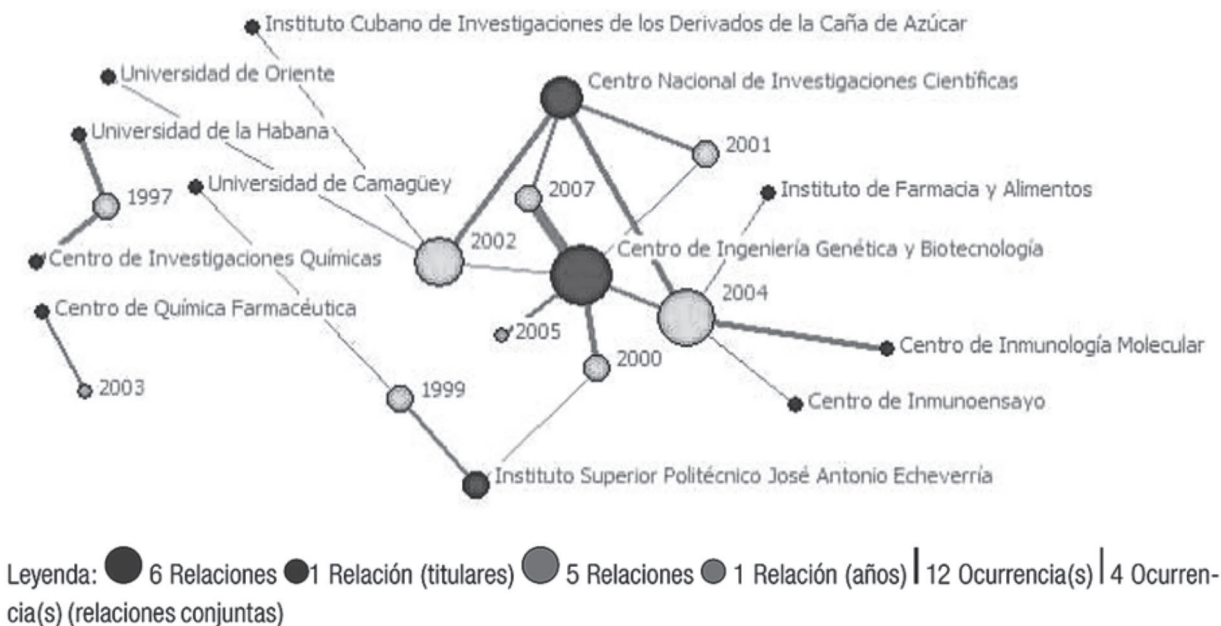 Instituto Cubano de Investigaciones de los Derivados de la Caña de Azúcar
Universidad de Oriente
Centro Nacional de Investigaciones Científicas
Universidad de la Habana
2001
Universidad de Camagüey
2007
Instituto de Farmacia y Alimentos
1997
2002
Centro de Ingeniería Genética y Biotecnología
Centro de Investigaciones Químicas
2004
Centro de Química Farmacéutica
2005
Centro de Inmunología Molecular
2000
2003
1999
Centro de Inmunoensayo
Instituto Superior Politécnico José Antonio Echeverría
Leyenda: 6 Relaciones 1 Relación (titulares) 5 Relaciones 1 Relación (años) 12 Ocurrencia(s) 4 Ocurren-
cia(s) (relaciones conjuntas)